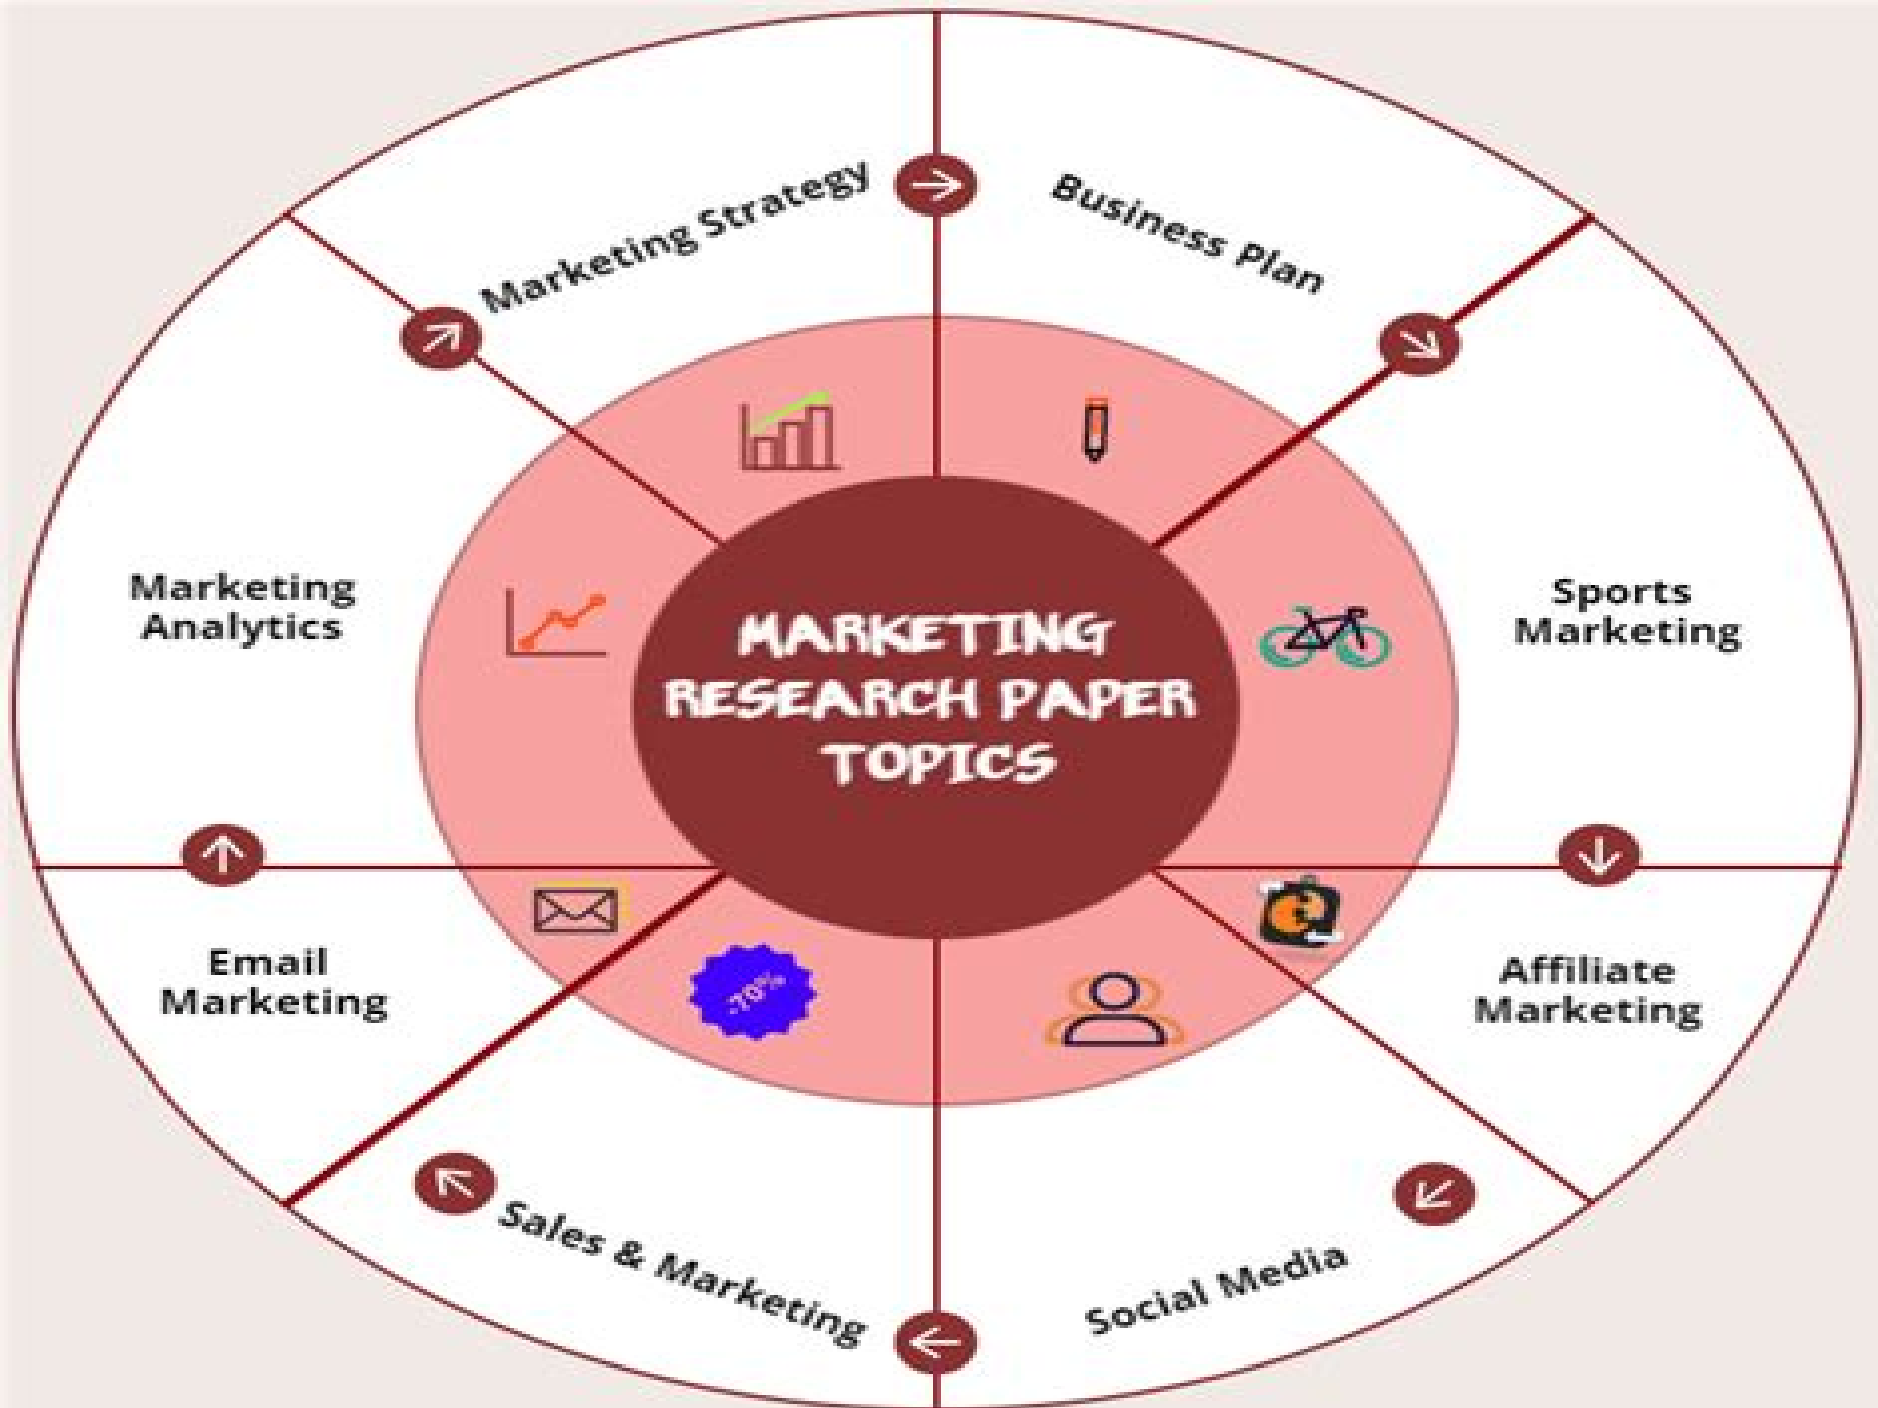 MARKETING
RESEARCH PAPER
TOPICS
Marketing Strategy
Business Plan
Sports
Marketing
Affiliate
Marketing
Social Media
Sales & Marketing
-70%
Email
Marketing
Marketing
Analytics